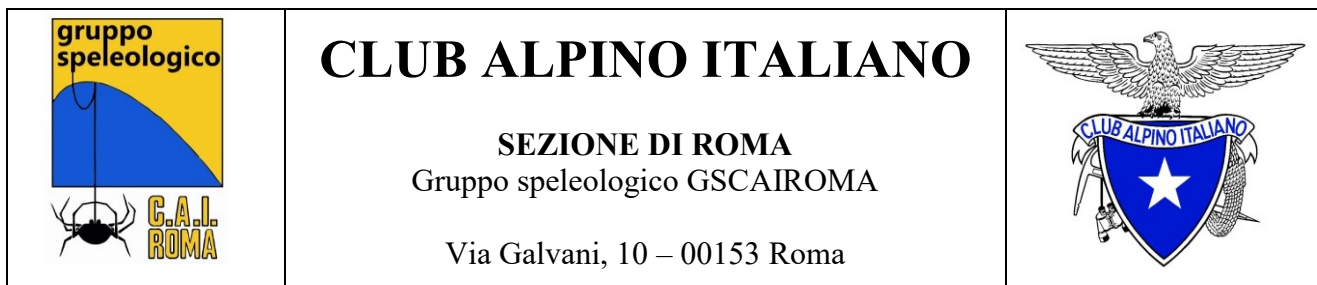 gruppo
speleologico
C.A.I.
ROMA
CLUB ALPINO ITALIANO
SEZIONE DI ROMA
Gruppo speleologico GSCAIROMA
Via Galvani, 10 – 00153 Roma
CLUB ALPINO ITALIANO